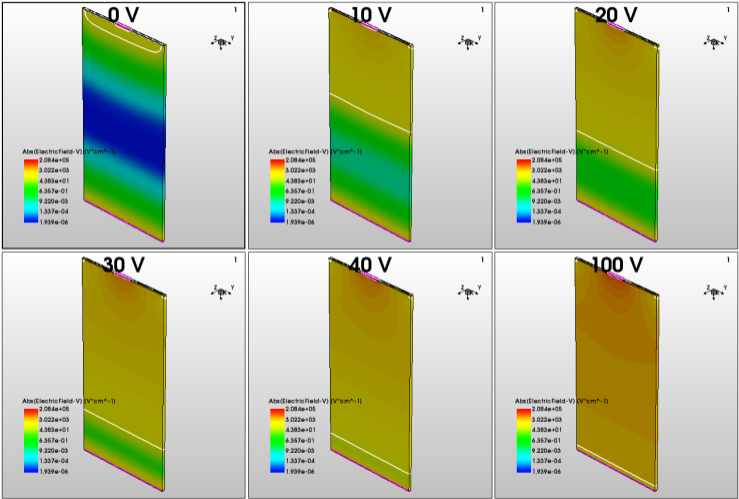 0 V
1
Z Y
X
Abs(ElectricField-V) (V*cm^-1)
2.084e+05
3.022e+03
4.383e+01
6.357e-01
9.220e-03
1.337e-04
1.939e-06
10 V
1
Z Y
X
Abs(ElectricField-V) (V*cm^-1)
2.084e+05
3.022e+03
4.383e+01
6.357e-01
9.220e-03
1.337e-04
1.939e-06
20 V
1
Z Y
X
Abs(ElectricField-V) (V*cm^-1)
2.084e+05
3.022e+03
4.383e+01
6.357e-01
9.220e-03
1.337e-04
1.939e-06
30 V
1
Z Y
X
Abs(ElectricField-V) (V*cm^-1)
2.084e+05
3.022e+03
4.383e+01
6.357e-01
9.220e-03
1.337e-04
1.939e-06
40 V
1
Z Y
X
Abs(ElectricField-V) (V*cm^-1)
2.084e+05
3.022e+03
4.383e+01
6.357e-01
9.220e-03
1.337e-04
1.939e-06
100 V
1
Z Y
X
Abs(ElectricField-V) (V*cm^-1)
2.084e+05
3.022e+03
4.383e+01
6.357e-01
9.220e-03
1.337e-04
1.939e-06